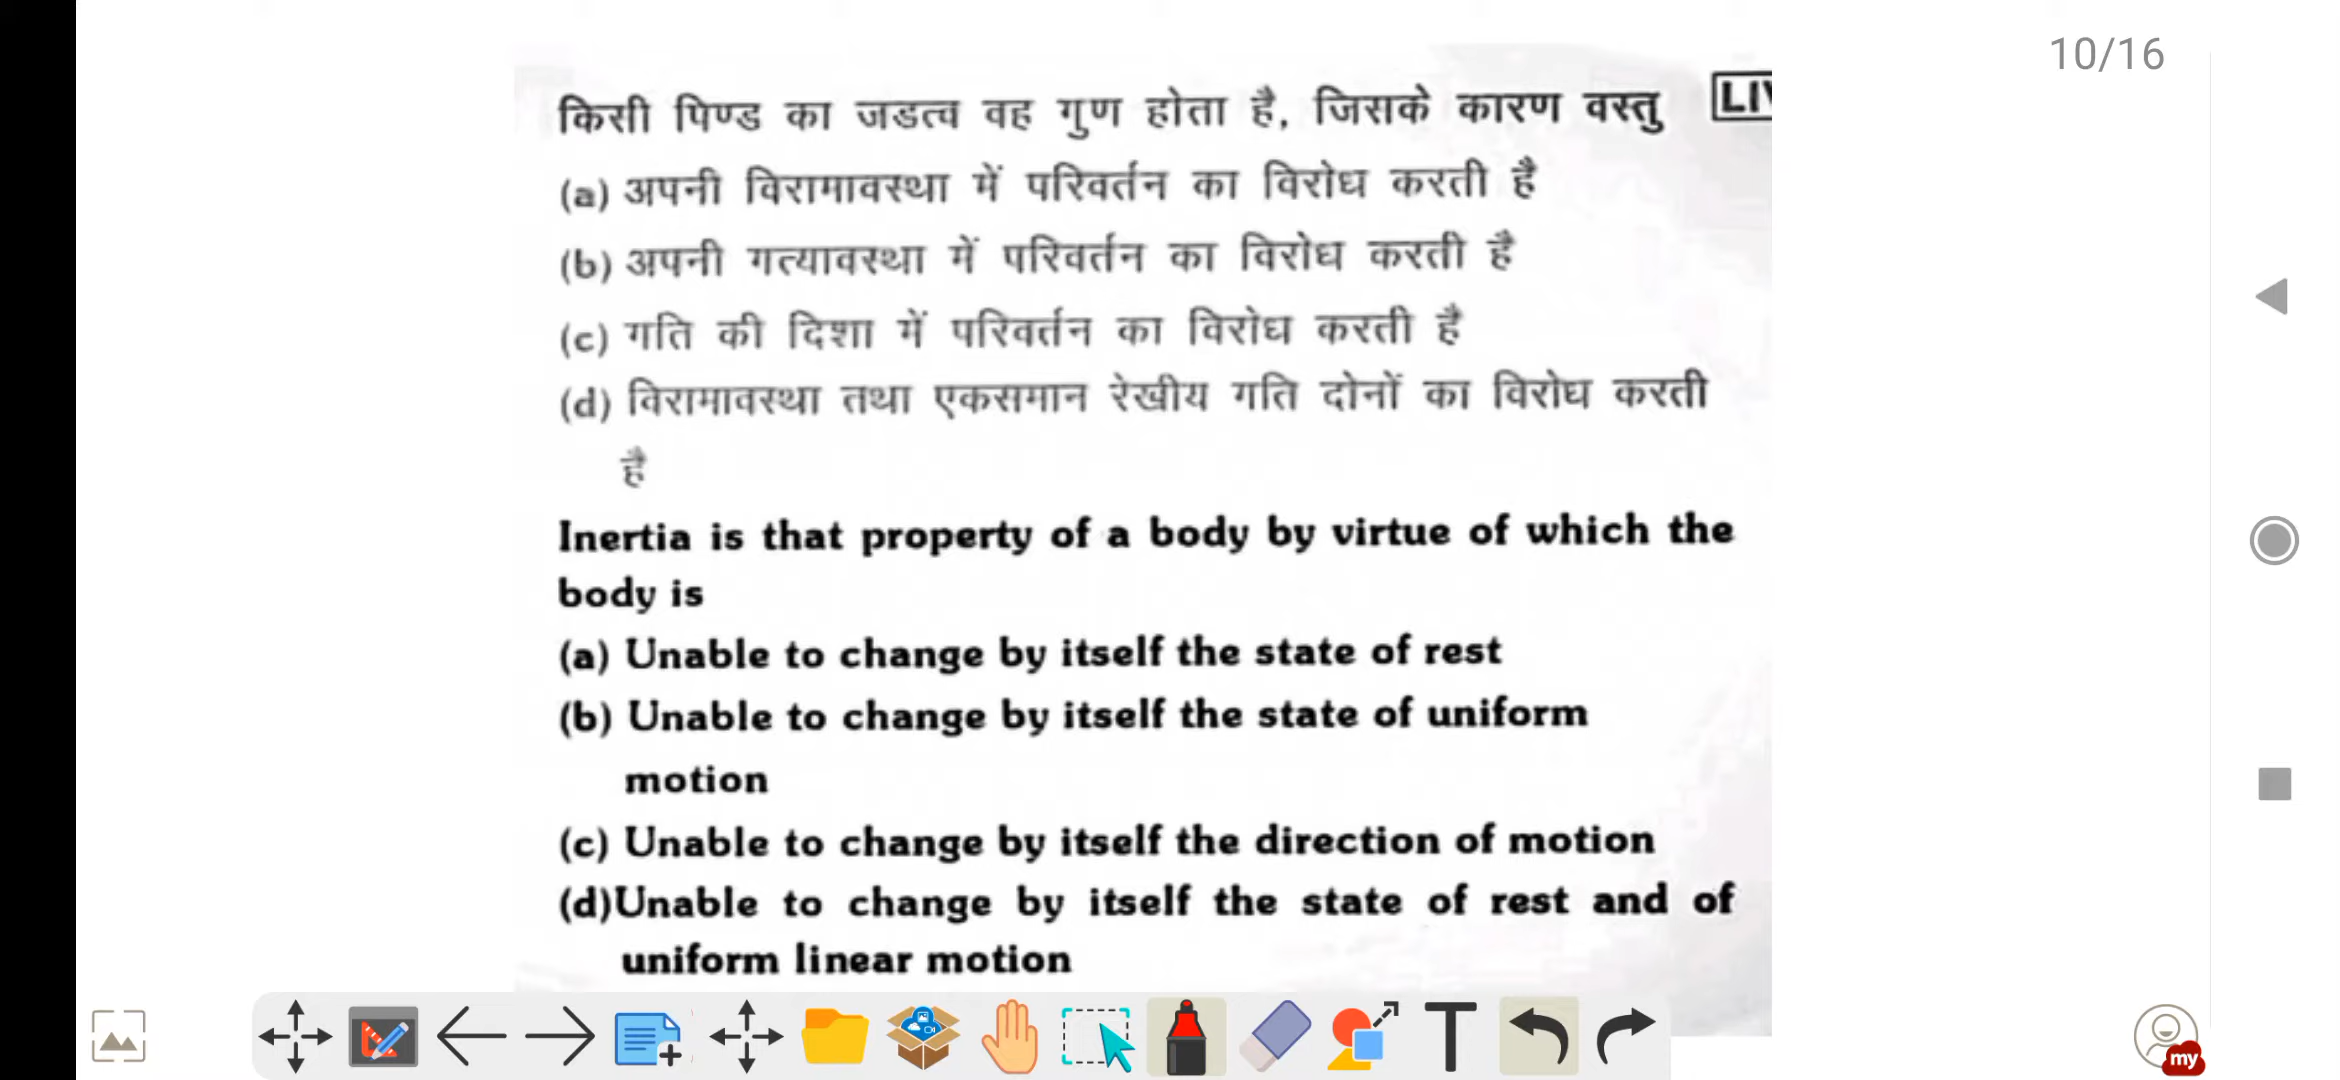 10/16
किसी पिण्ड का जडत्व वह गुण होता है, जिसके कारण वस्तु
LIV
(a) अपनी विरामावस्था में परिवर्तन का विरोध करती है
(b) अपनी गत्यावस्था में परिवर्तन का विरोध करती है
(c) गति की दिशा में परिवर्तन का विरोध करती है
(d) विरामावस्था तथा एकसमान रेखीय गति दोनों का विरोध करती
है
Inertia is that property of a body by virtue of which the
body is
(a) Unable to change by itself the state of rest
(b) Unable to change by itself the state of uniform
motion
(c) Unable to change by itself the direction of motion
(d)Unable to change by itself the state of rest and of
uniform linear motion
T
my